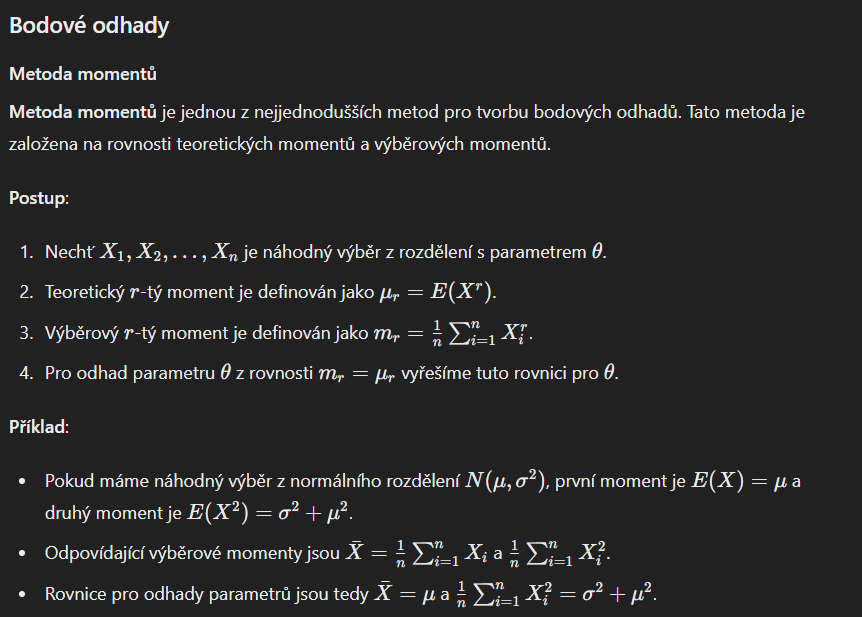 Bodové odhady
Metoda momentů
Metoda momentů je jednou z nejjednodušších metod pro tvorbu bodových odhadů. Tato metoda je
založena na rovnosti teoretických momentů a výběrových momentů.
Postup:
1. Nechť $X_1, X_2, \ldots, X_n$ je náhodný výběr z rozdělení s parametrem $\theta$.
2. Teoretický $r$-tý moment je definován jako $\mu_r = E(X^r)$.
3. Výběrový $r$-tý moment je definován jako $m_r = \frac{1}{n} \sum_{i=1}^{n} X_i^r$.
4. Pro odhad parametru $\theta$ z rovnosti $m_r = \mu_r$ vyřešíme tuto rovnici pro $\theta$.
Příklad:
• Pokud máme náhodný výběr z normálního rozdělení $N(\mu, \sigma^2)$, první moment je $E(X) = \mu$ a
druhý moment je $E(X^2) = \sigma^2 + \mu^2$.
• Odpovídající výběrové momenty jsou $\bar{X} = \frac{1}{n} \sum_{i=1}^{n} X_i$ a $\frac{1}{n} \sum_{i=1}^{n} X_i^2$.
• Rovnice pro odhady parametrů jsou tedy $\bar{X} = \mu$ a $\frac{1}{n} \sum_{i=1}^{n} X_i^2 = \sigma^2 + \mu^2$.